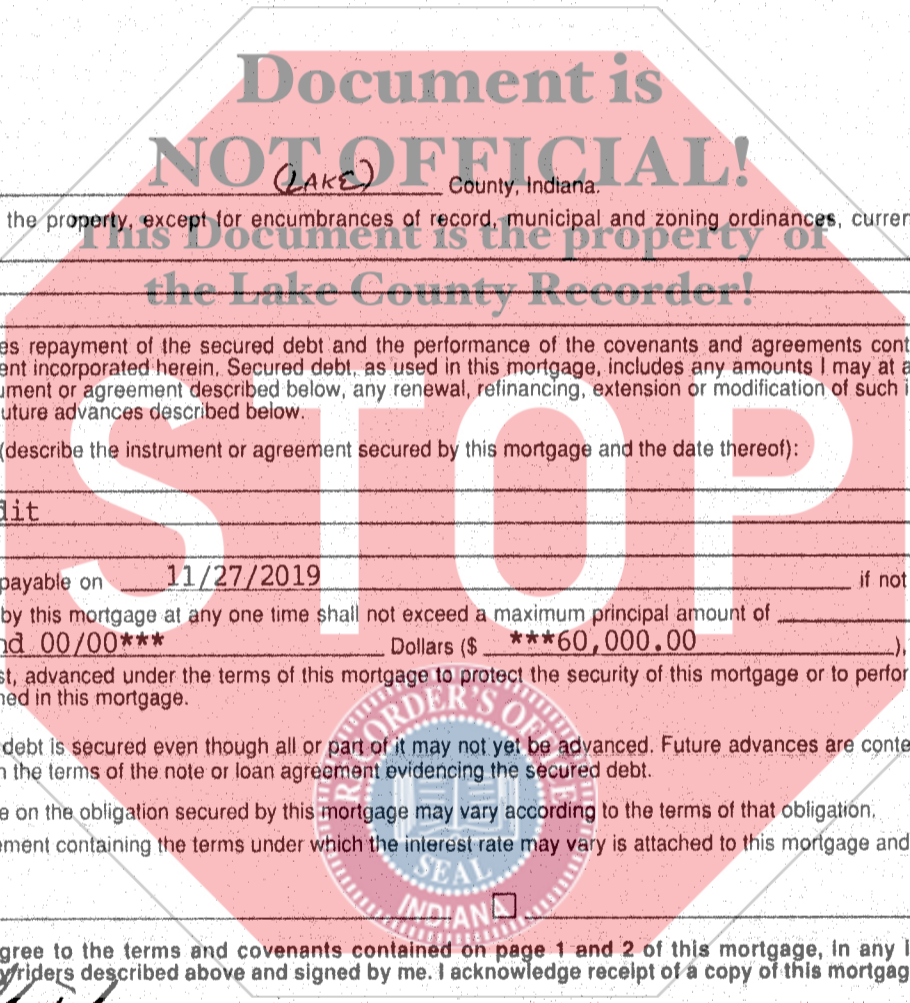 Document is
NOT OFFICIAL!
(LAKE) County, Indiana.
the property, except for encumbrances of record, municipal and zoning ordinances, curren
This Document is the property of
the Lake County Recorder!
es repayment of the secured debt and the performance of the covenants and agreements cont
ent incorporated herein. Secured debt, as used in this mortgage, includes any amounts I may at a
ument or agreement described below, any renewal, refinancing, extension or modification of such i
uture advances described below.
STOP
(describe the instrument or agreement secured by this mortgage and the date thereof):
dit
payable on 11/27/2019 if not
by this mortgage at any one time shall not exceed a maximum principal amount of
nd 00/00*** Dollars ($ ***60,000.00 ),
st, advanced under the terms of this mortgage to protect the security of this mortgage or to perfor
ned in this mortgage.
RECORDER'S OFFICE
debt is secured even though all or part of it may not yet be advanced. Future advances are conte
n the terms of the note or loan agreement evidencing the secured debt.
e on the obligation secured by this mortgage may vary according to the terms of that obligation.
ement containing the terms under which the interest rate may vary is attached to this mortgage and
SEAL
INDIANA
gree to the terms and covenants contained on page 1 and 2 of this mortgage, in any i
y/riders described above and signed by me. I acknowledge receipt of a copy of this mortgag